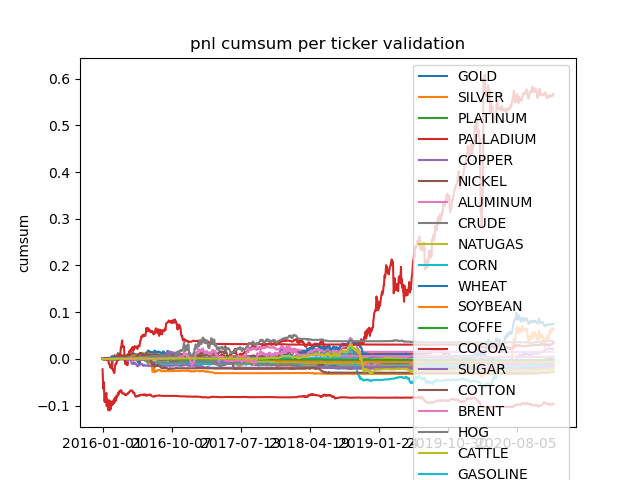 pnl cumsum per ticker validation
cumsum
0.6
0.5
0.4
0.3
0.2
0.1
0.0
−0.1
2016-01-01
2016-10-07
2017-07-13
2018-04-19
2019-01-24
2019-10-30
2020-08-05
GOLD
SILVER
PLATINUM
PALLADIUM
COPPER
NICKEL
ALUMINUM
CRUDE
NATUGAS
CORN
WHEAT
SOYBEAN
COFFE
COCOA
SUGAR
COTTON
BRENT
HOG
CATTLE
GASOLINE